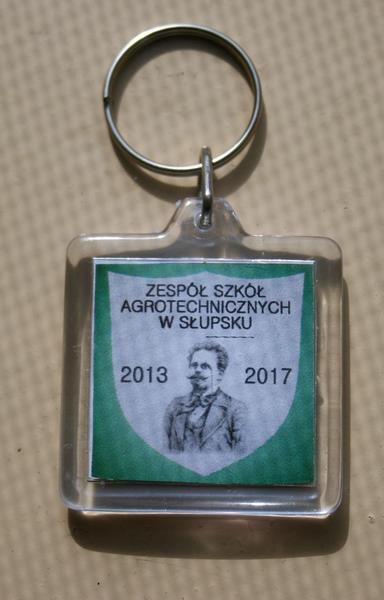 ZESPÓŁ SZKÓŁ
AGROTECHNICZNYCH
W SŁUPSKU
2013 2017